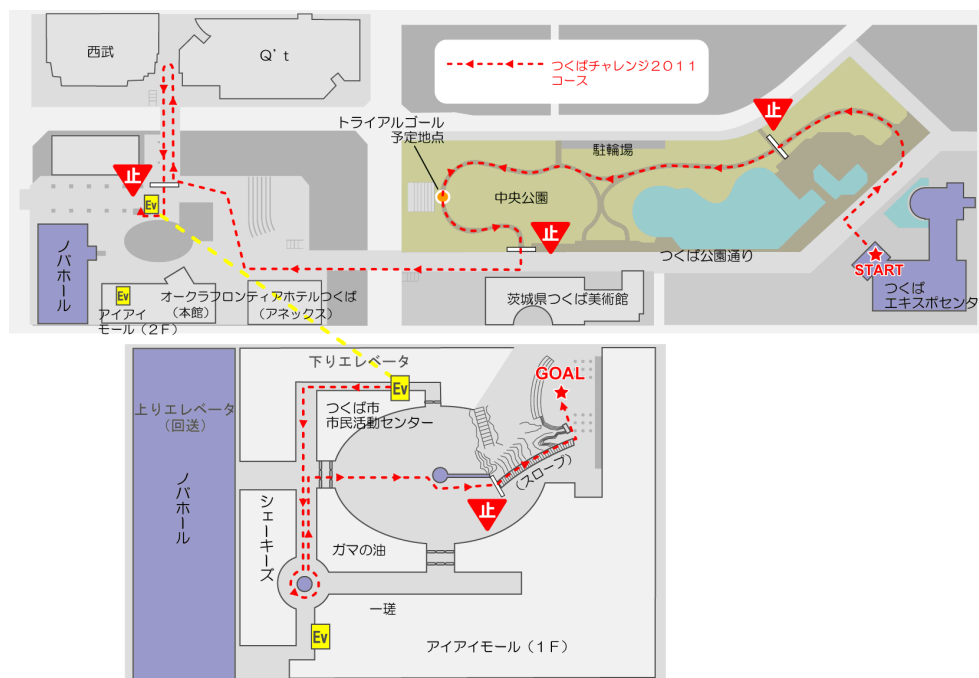 西武
Q't
つくばチャレンジ2011
コース
止
トライアルゴール
予定地点
駐輪場
止
Ev
中央公園
止
つくば公園通り
START
つくば
エキスポセンタ
ノバホール
Ev
オークラフロンティアホテルつくば
(本館)
(アネックス)
アイアイ
モール(2F)
茨城県つくば美術館
下りエレベータ
Ev
GOAL
つくば市
市民活動センター
上りエレベータ
(回送)
(スロープ)
止
ノバホール
シェーキーズ
ガマの油
一瑳
Ev
アイアイモール(1F)